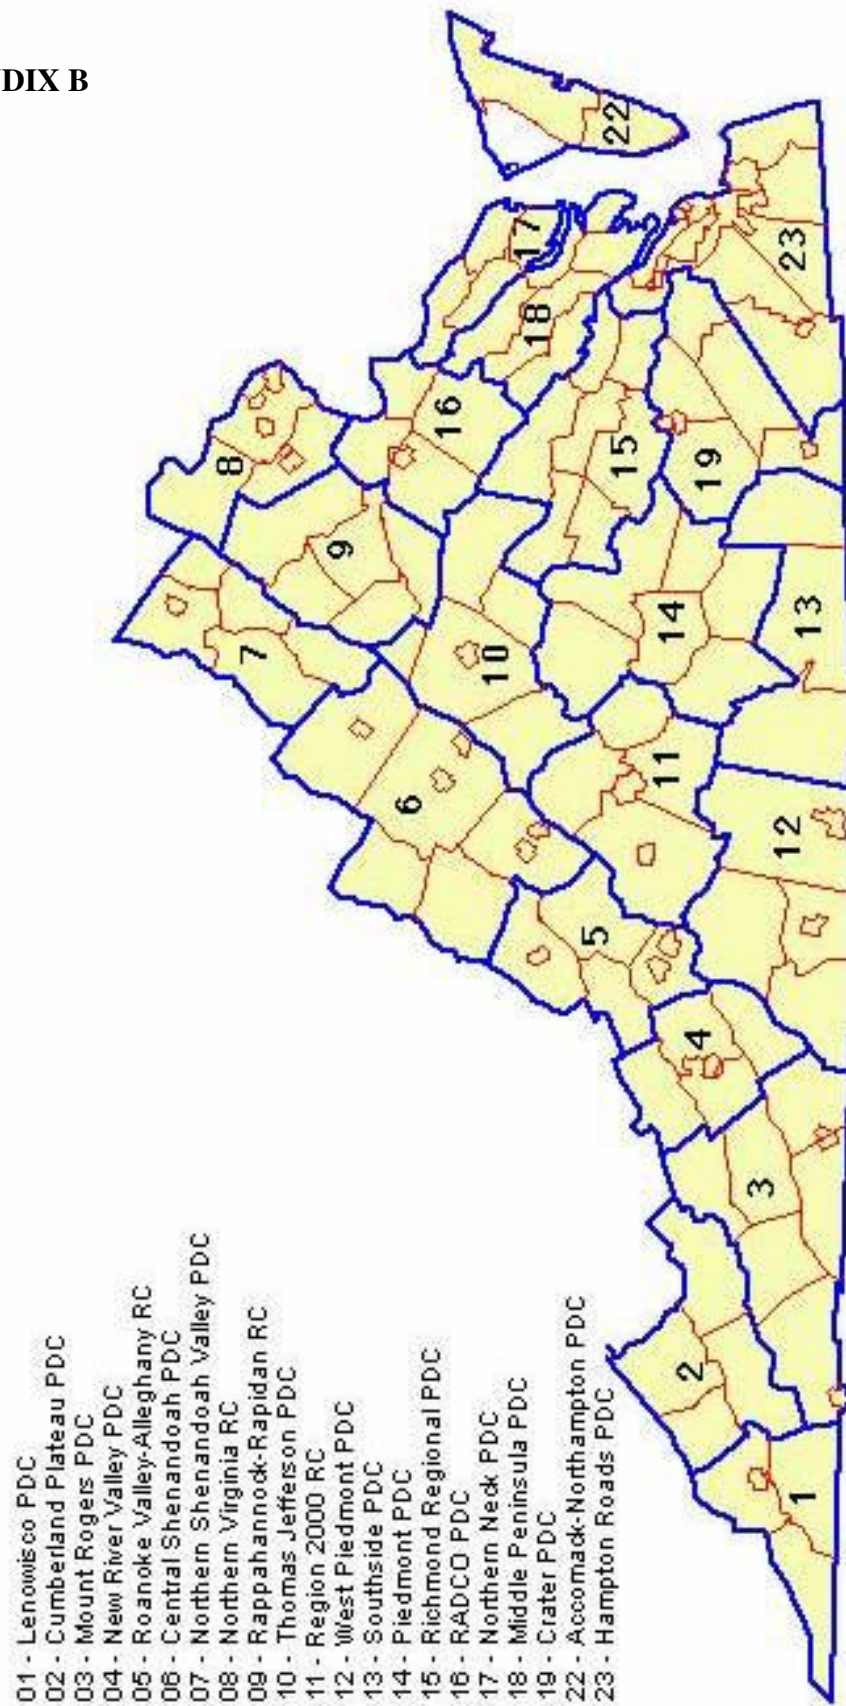 NDIX B
01 - Lenowisco PDC
02 - Cumberland Plateau PDC
03 - Mount Rogers PDC
04 - New River Valley PDC
05 - Roanoke Valley-Alleghany RC
06 - Central Shenandoah PDC
07 - Northern Shenandoah Valley PDC
08 - Northern Virginia RC
09 - Rappahannock-Rapidan RC
10 - Thomas Jefferson PDC
11 - Region 2000 RC
12 - West Piedmont PDC
13 - Southside PDC
14 - Piedmont PDC
15 - Richmond Regional PDC
16 - RADCO PDC
17 - Northern Neck PDC
18 - Middle Peninsula PDC
19 - Crater PDC
22 - Accomack-Northampton PDC
23 - Hampton Roads PDC
1
2
3
4
5
6
7
8
9
10
11
12
13
14
15
16
17
18
19
22
23